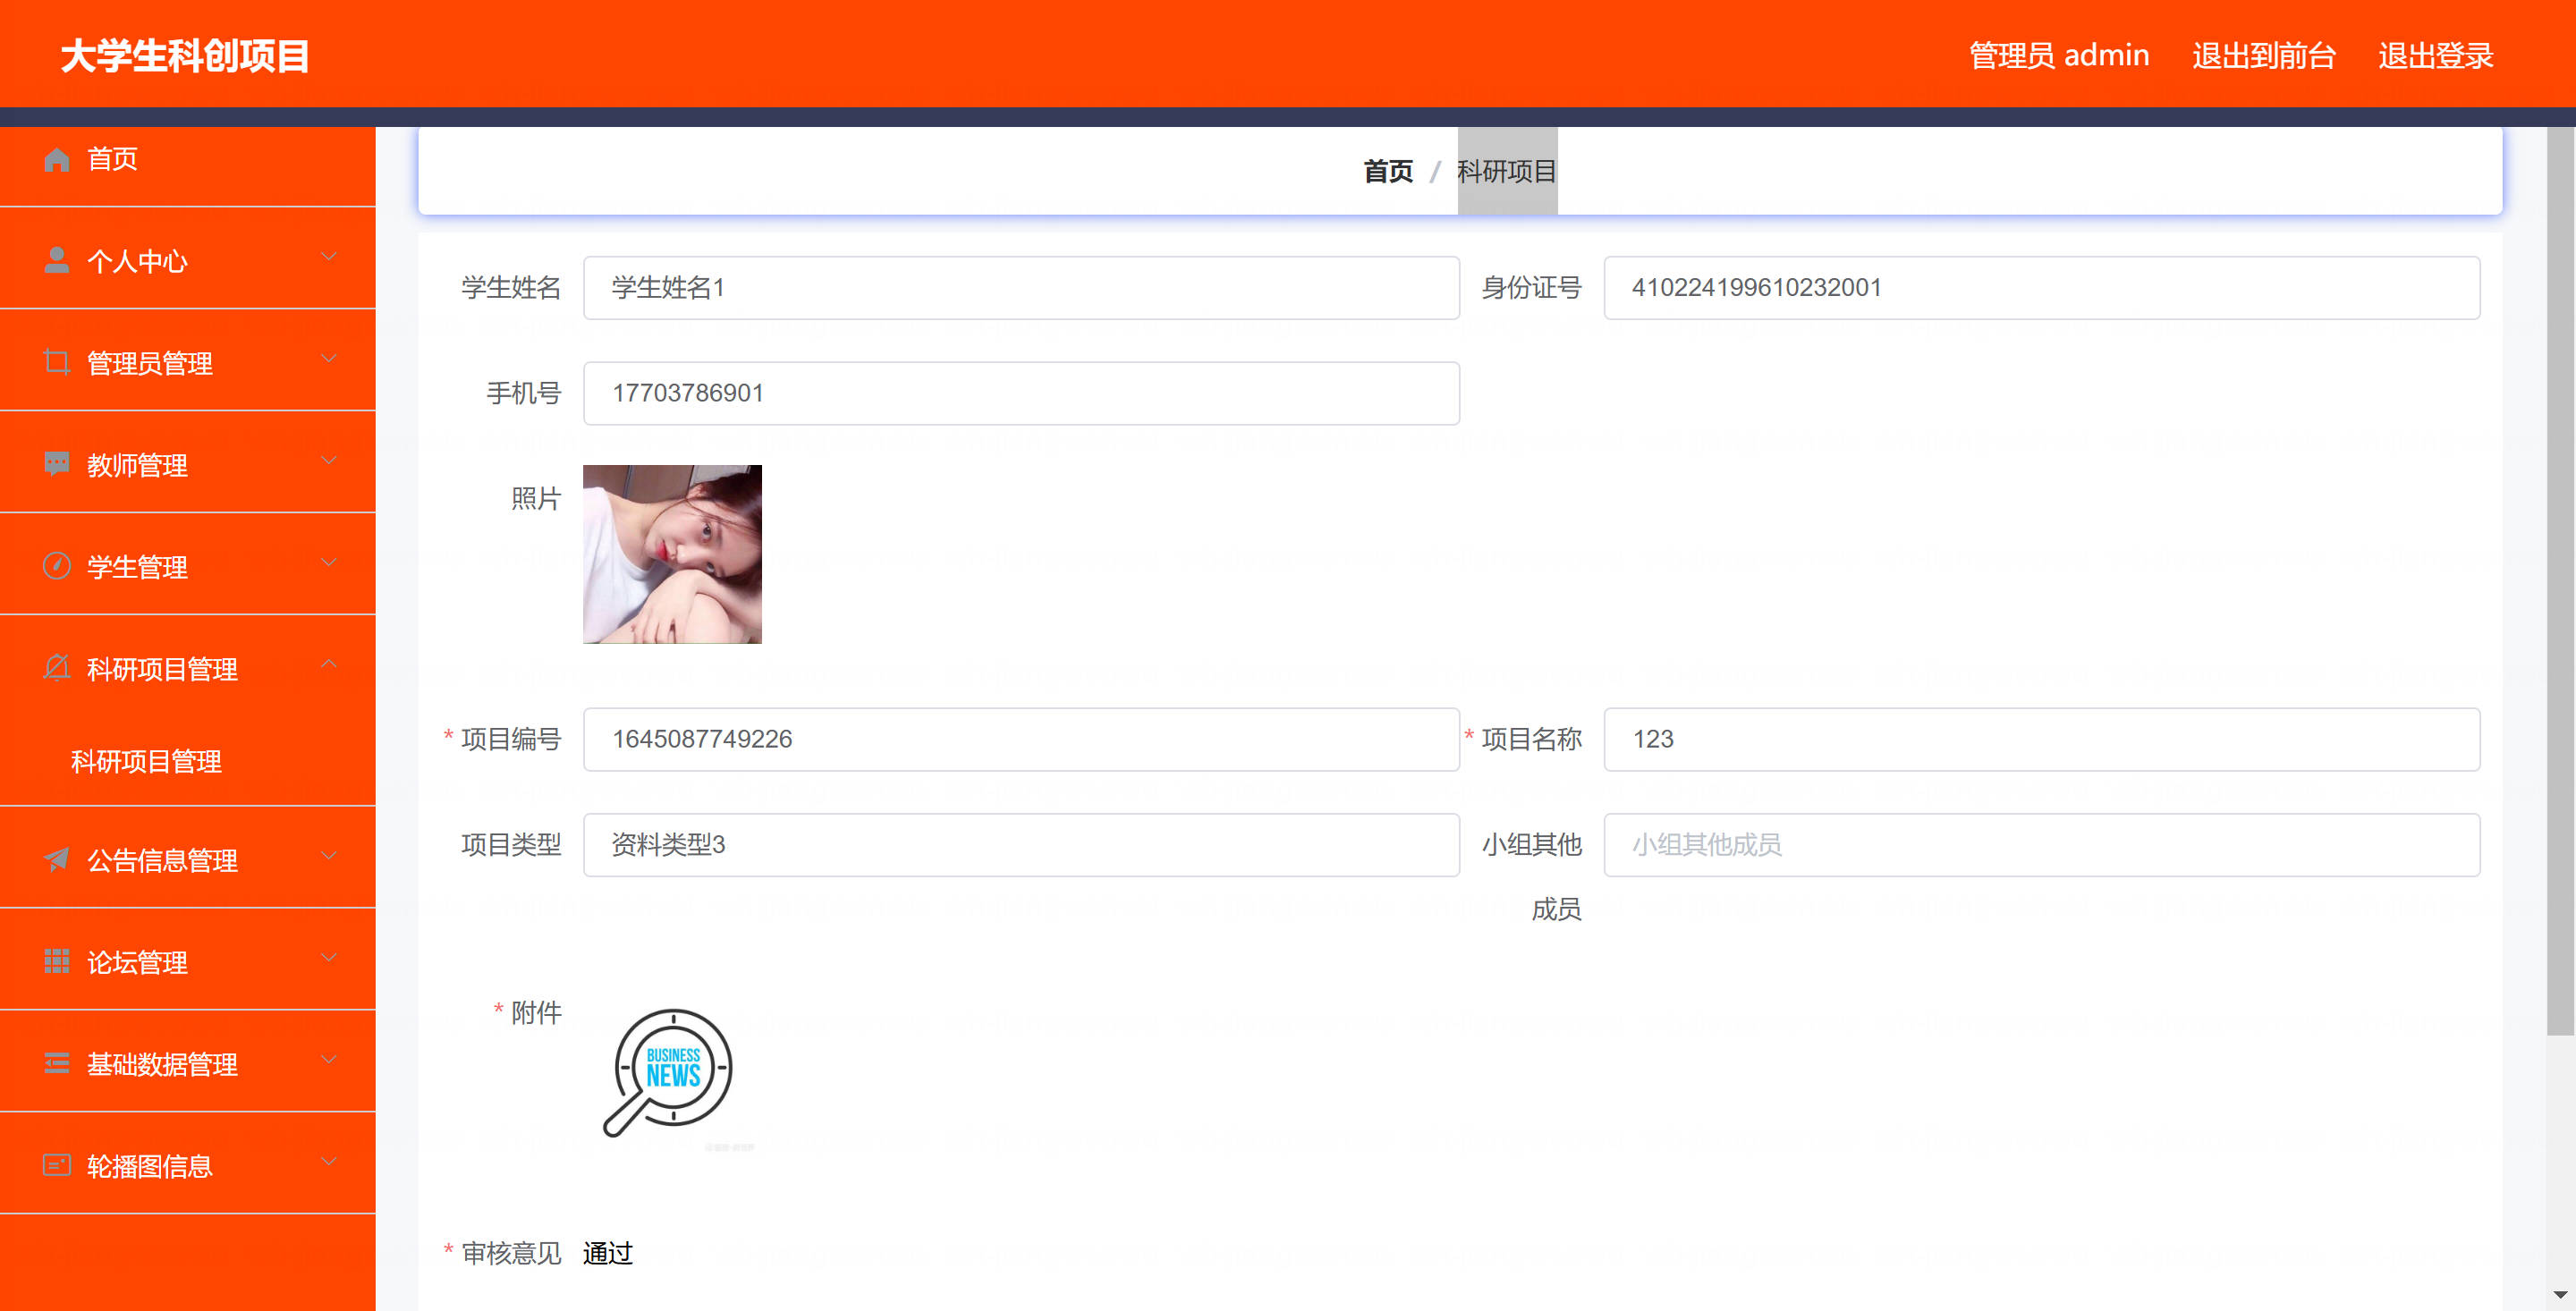 大学生科创项目
管理员 admin 退出到前台 退出登录
首页
个人中心
管理员管理
教师管理
学生管理
科研项目管理
科研项目管理
公告信息管理
论坛管理
基础数据管理
轮播图信息
首页 / 科研项目
学生姓名 学生姓名1 身份证号 410224199610232001
手机号 17703786901
照片
* 项目编号 1645087749226 * 项目名称 123
项目类型 资料类型3 小组其他 小组其他成员
成员
* 附件
BUSINESS
NEWS
* 审核意见 通过